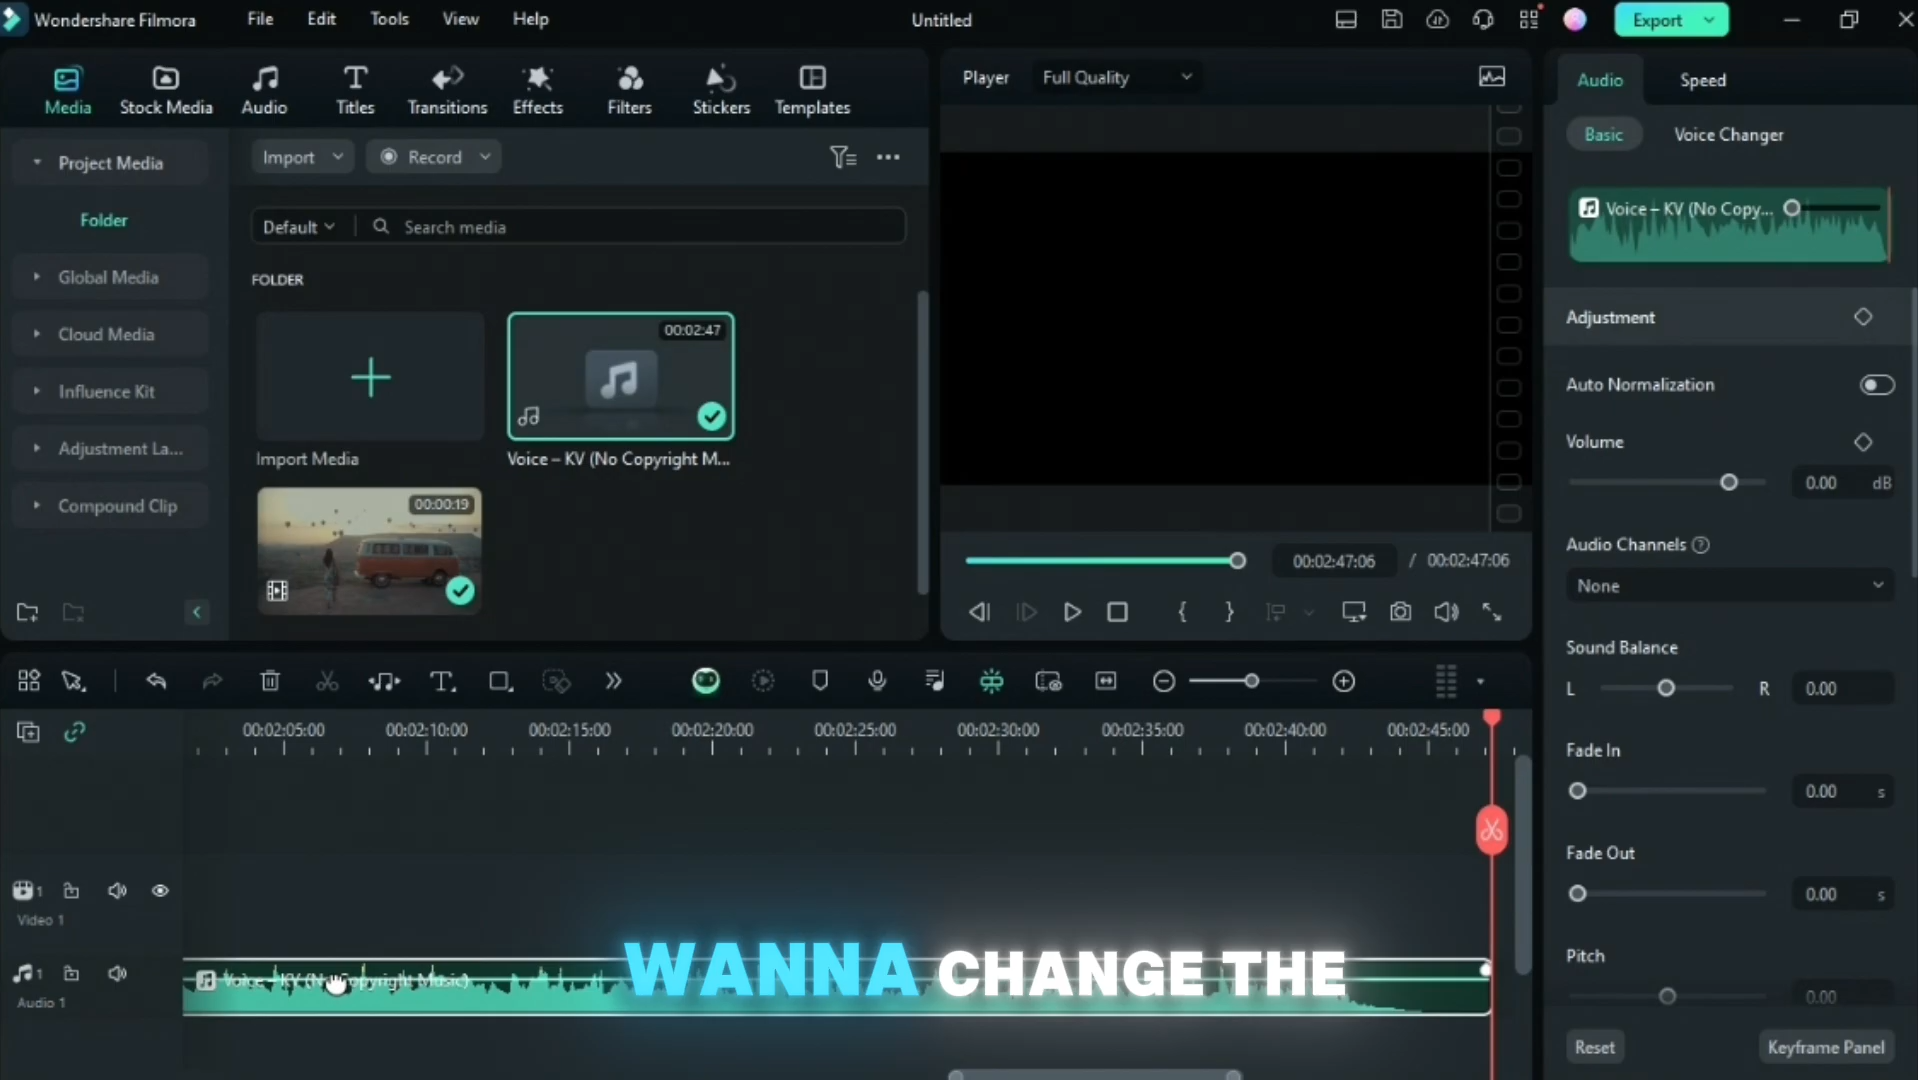 Wondershare Filmora
File
Edit
Tools
View
Help
Untitled
Export
Media
Stock Media
Audio
Titles
Transitions
Effects
Filters
Stickers
Templates
Player
Full Quality
Audio
Speed
Project Media
Folder
Global Media
Cloud Media
Influence Kit
Adjustment La...
Compound Clip
Import
Record
Default
Search media
FOLDER
Import Media
00:02:47
Voice – KV (No Copyright M...
00:00:19
00:02:47:06 / 00:02:47:06
Basic
Voice Changer
Voice – KV (No Copy...
Adjustment
Auto Normalization
Volume
0.00 dB
Audio Channels
None
Sound Balance
L
R
0.00
Fade In
0.00 s
Fade Out
0.00 s
Pitch
0.00
Reset
Keyframe Panel
00:02:05:00
00:02:10:00
00:02:15:00
00:02:20:00
00:02:25:00
00:02:30:00
00:02:35:00
00:02:40:00
00:02:45:00
1
Video 1
1
Audio 1
Voice – KV (No Copyright Music)
WANNA CHANGE THE